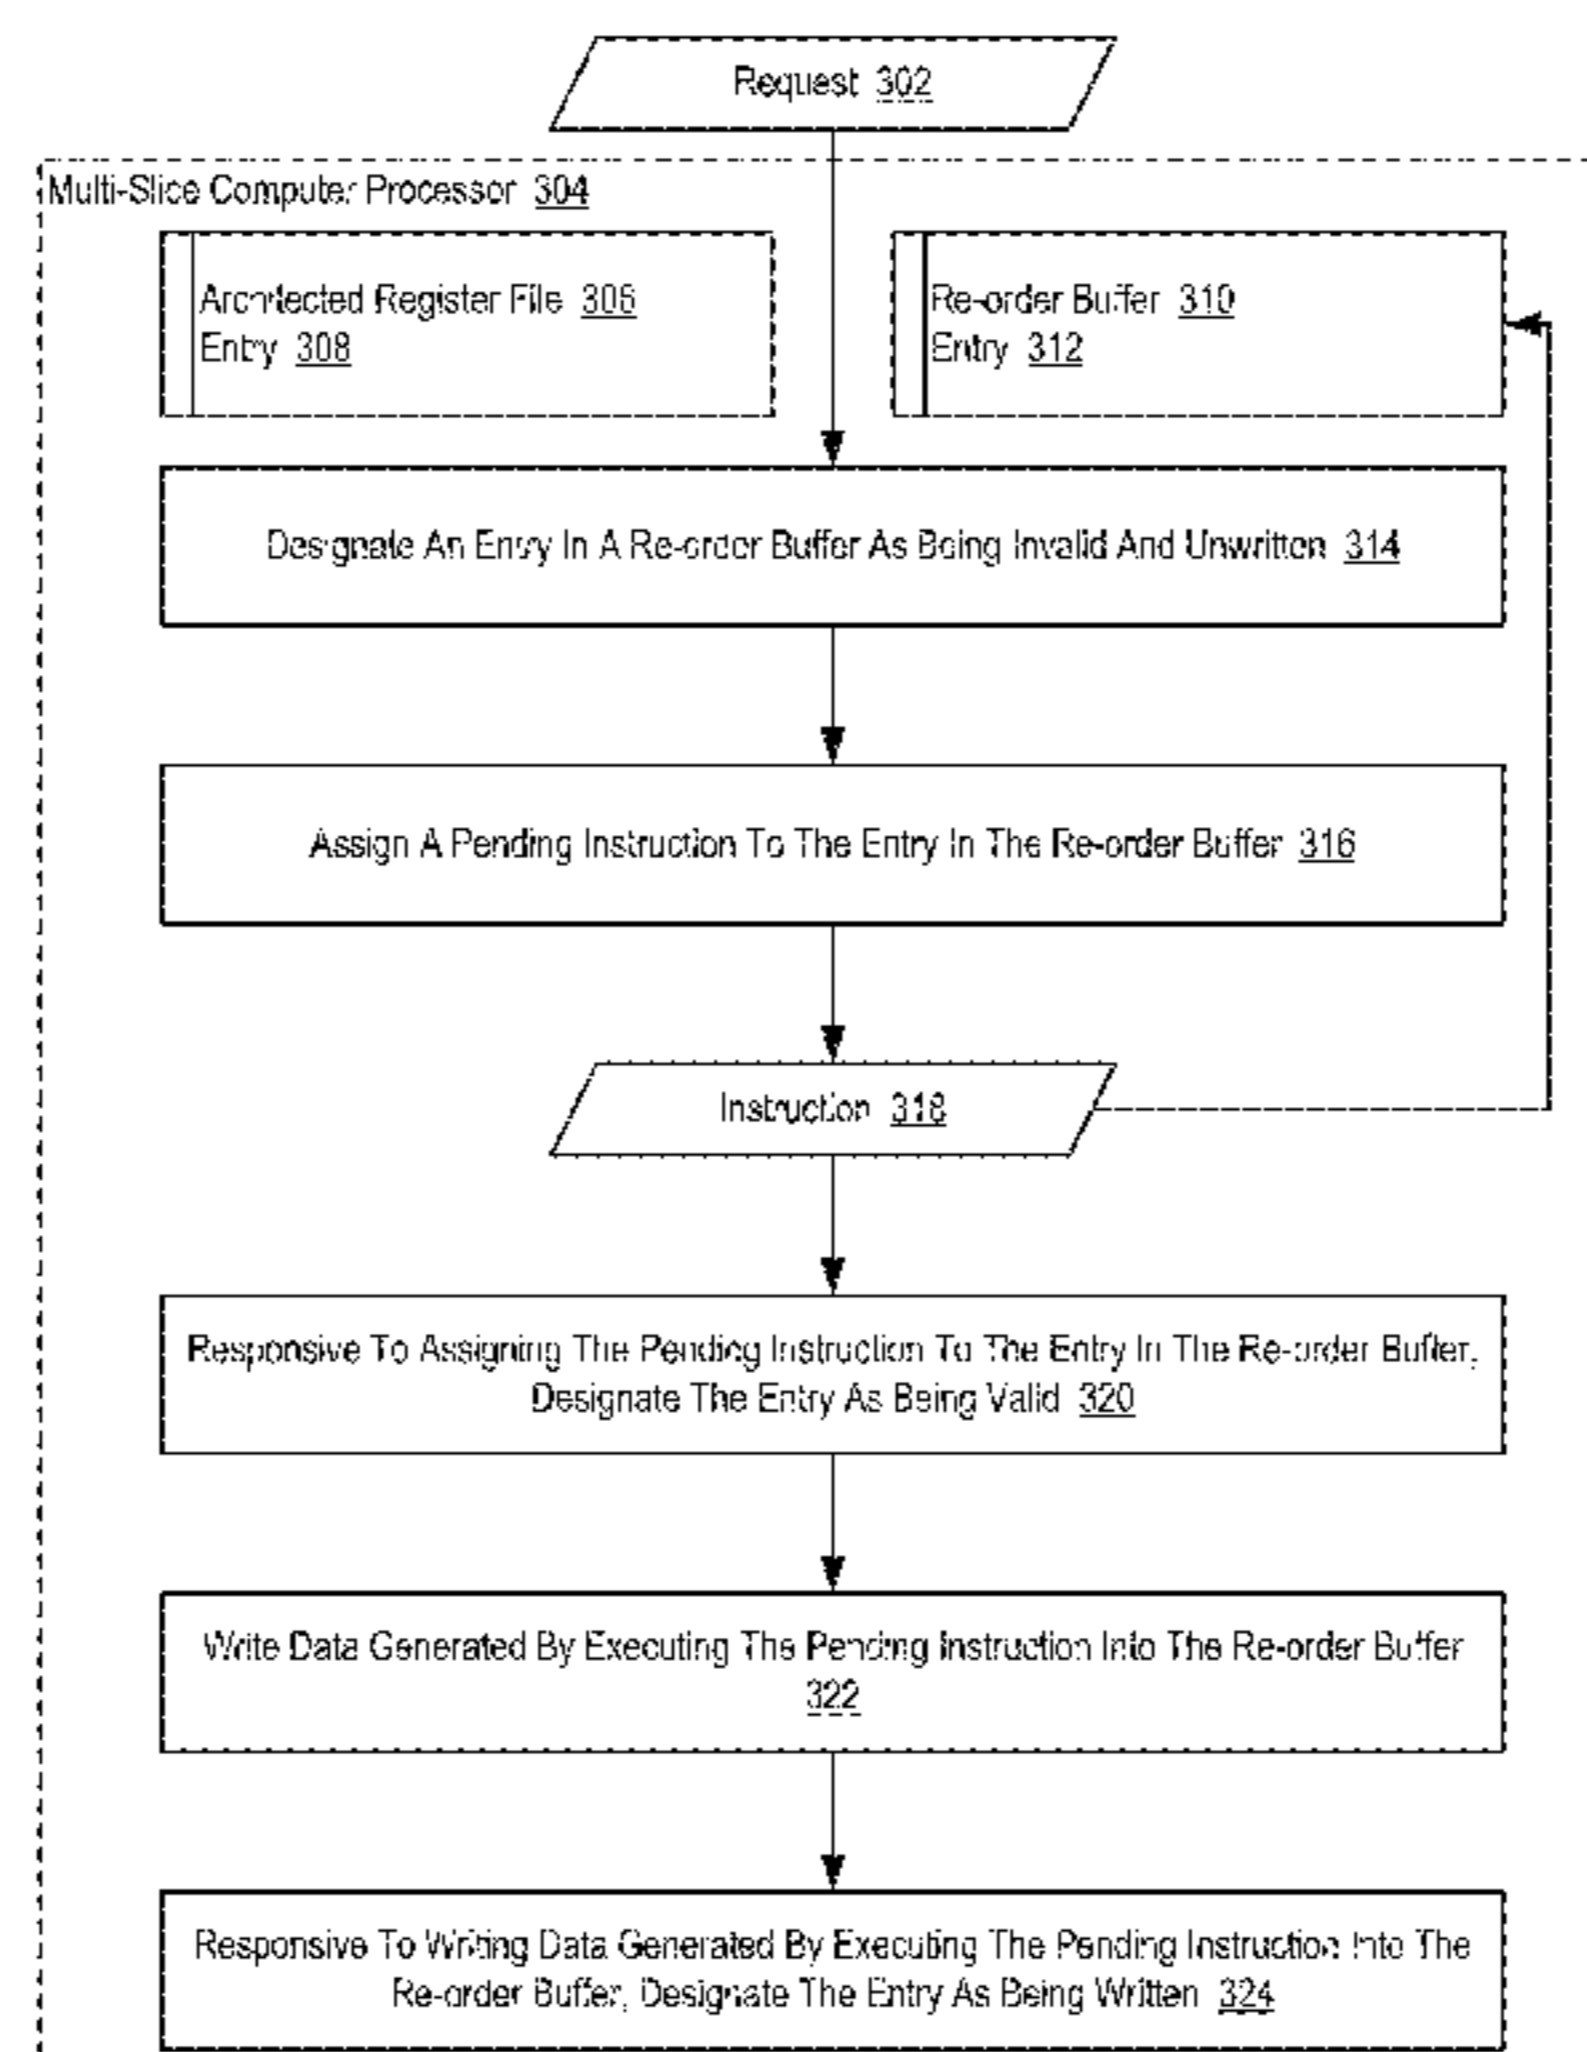 Request 302
Multi-Slice Computer Processor 304
Architected Register File 306
Entry 308
Re-order Buffer 310
Entry 312
Designate An Entry In A Re-order Buffer As Being Invalid And Unwritten 314
Assign A Pending Instruction To The Entry In The Re-order Buffer 316
Instruction 318
Responsive To Assigning The Pending Instruction To The Entry In The Re-order Buffer,
Designate The Entry As Being Valid 320
Write Data Generated By Executing The Pending Instruction Into The Re-order Buffer
322
Responsive To Writing Data Generated By Executing The Pending Instruction Into The
Re-order Buffer, Designate The Entry As Being Written 324